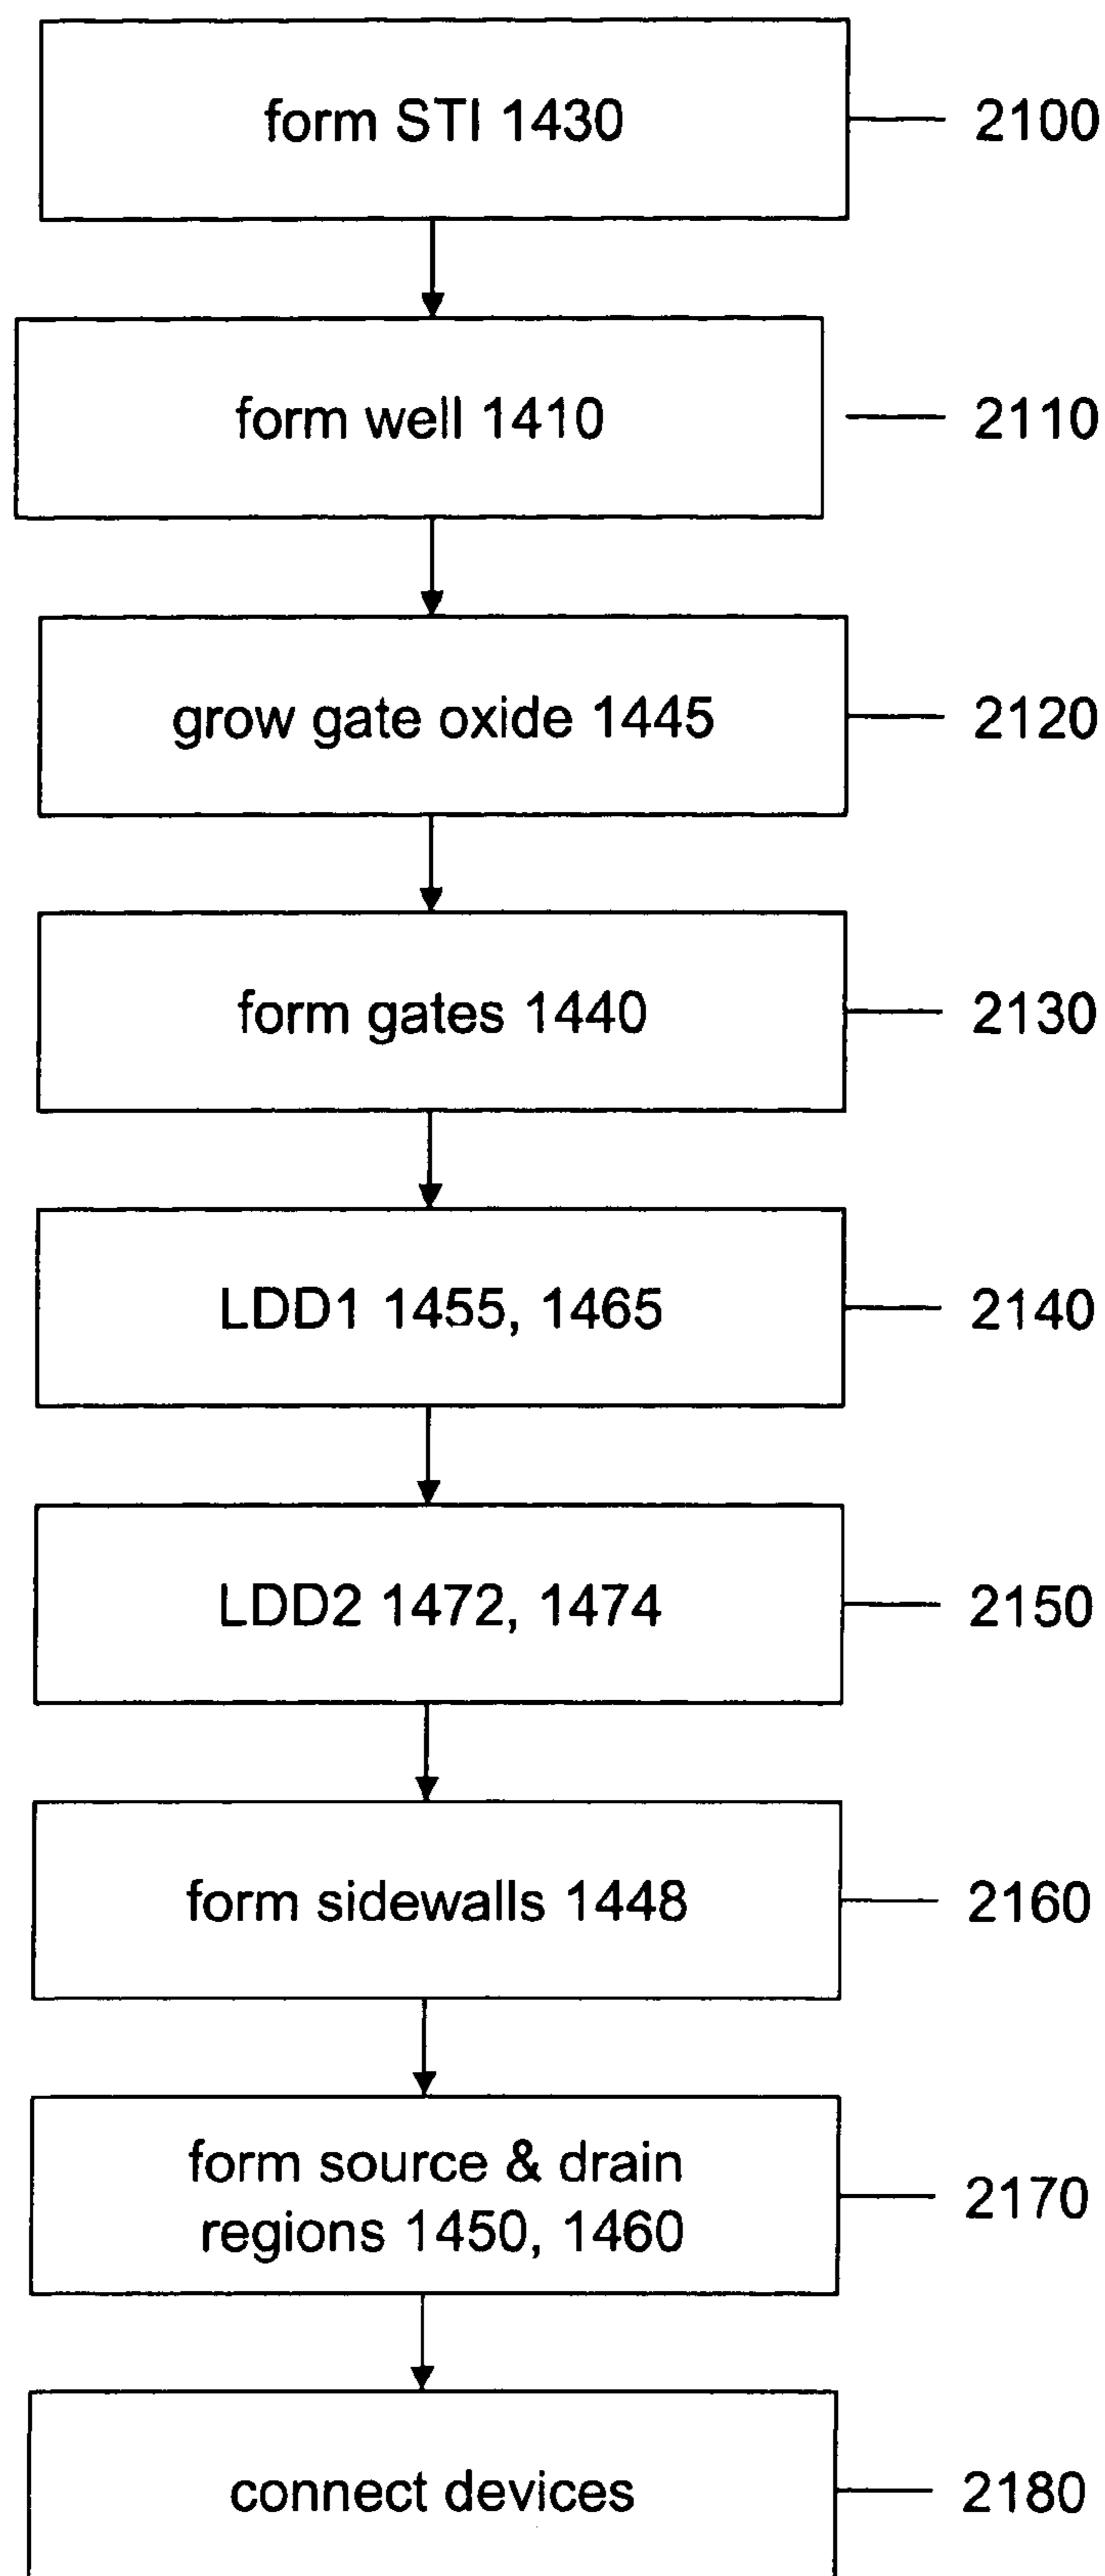 form STI 1430
2100
form well 1410
2110
grow gate oxide 1445
2120
form gates 1440
2130
LDD1 1455, 1465
2140
LDD2 1472, 1474
2150
form sidewalls 1448
2160
form source & drain
regions 1450, 1460
2170
connect devices
2180